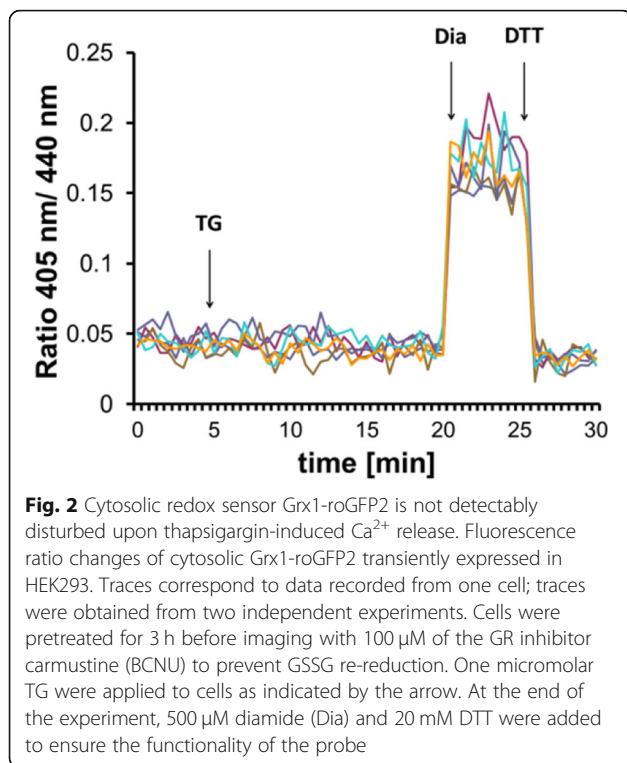 0.25
0.2
0.15
0.1
0.05
0
Ratio 405 nm/ 440 nm
TG
Dia
DTT
0
5
10
15
20
25
30
time [min]
Fig. 2 Cytosolic redox sensor Grx1-roGFP2 is not detectably
disturbed upon thapsigargin-induced Ca²⁺ release. Fluorescence
ratio changes of cytosolic Grx1-roGFP2 transiently expressed in
HEK293. Traces correspond to data recorded from one cell; traces
were obtained from two independent experiments. Cells were
pretreated for 3 h before imaging with 100 μM of the GR inhibitor
carmustine (BCNU) to prevent GSSG re-reduction. One micromolar
TG were applied to cells as indicated by the arrow. At the end of
the experiment, 500 μM diamide (Dia) and 20 mM DTT were added
to ensure the functionality of the probe